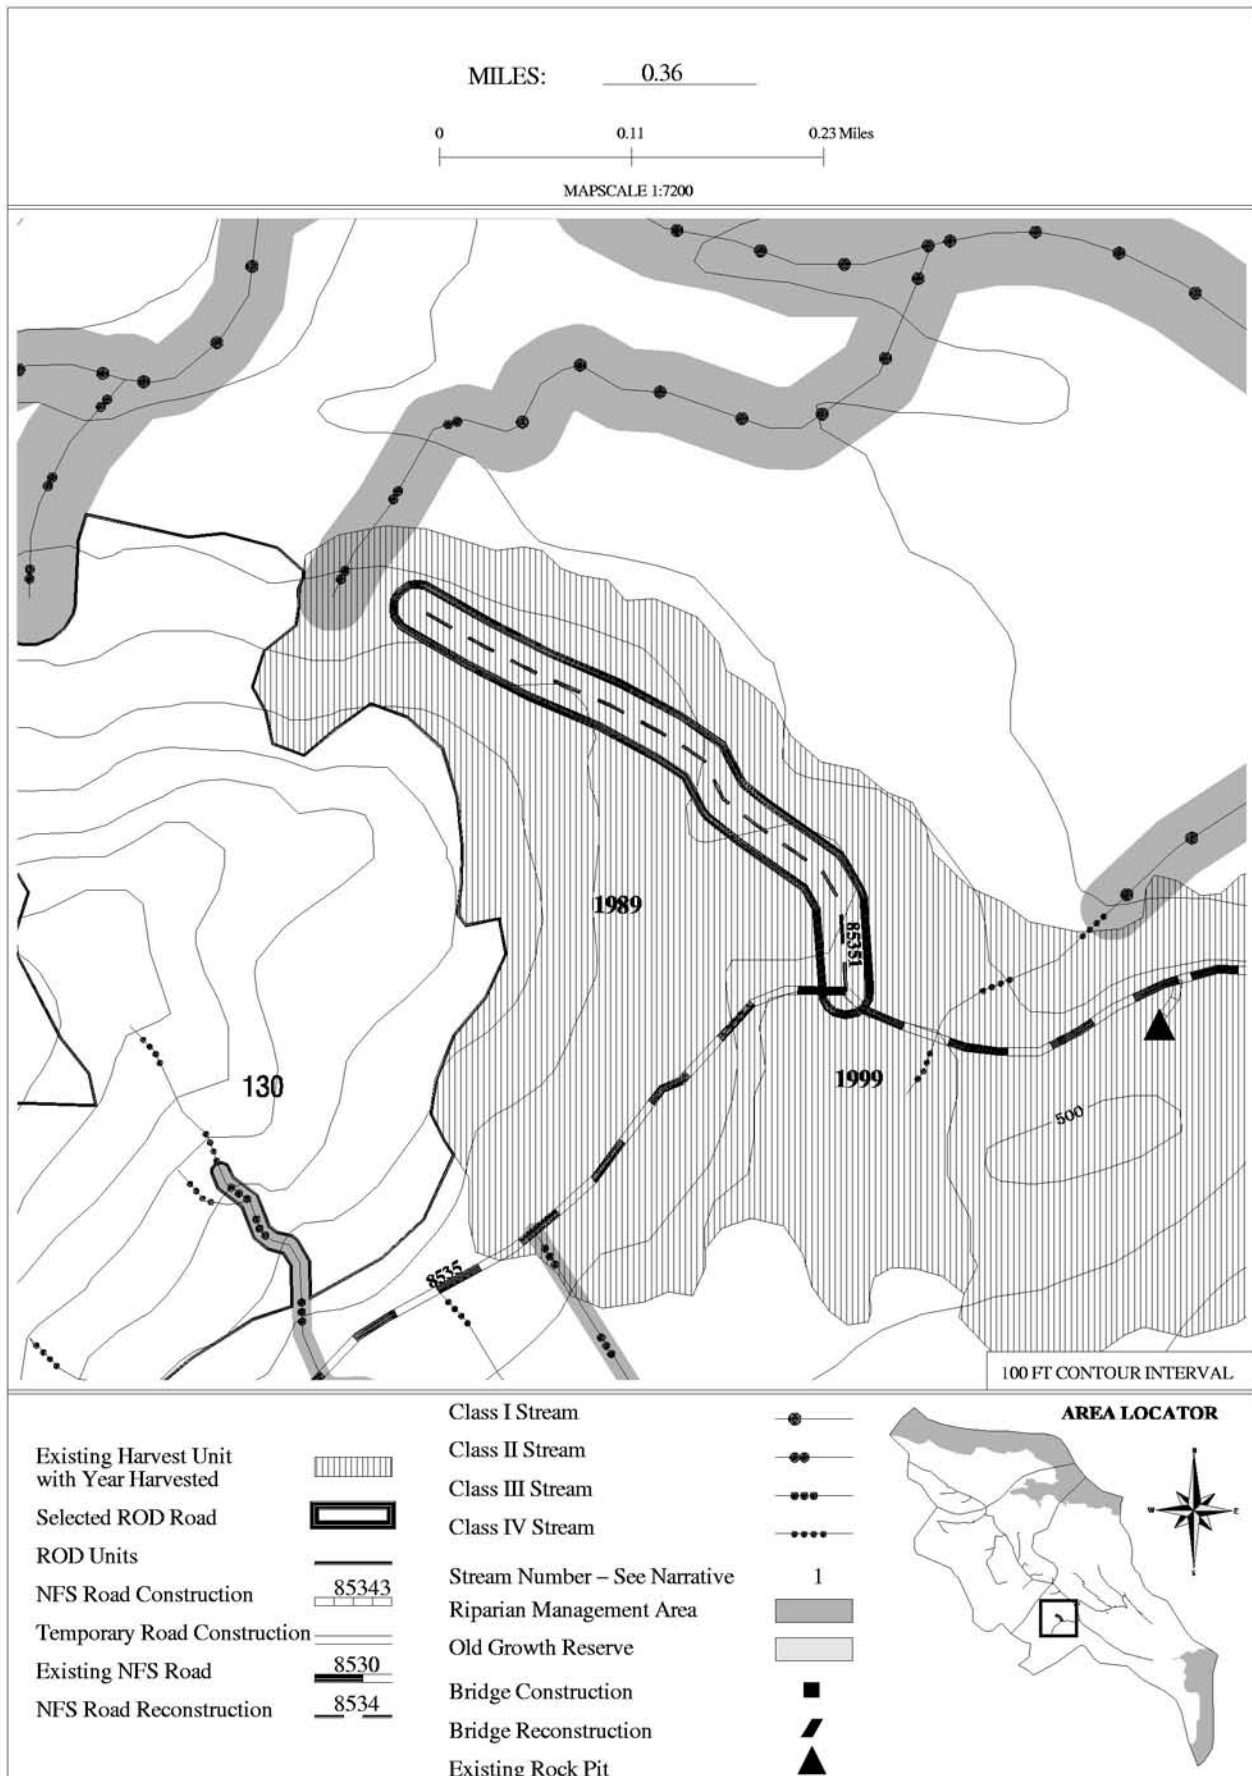 MILES: 0.36
0 0.11 0.23 Miles
MAPSCALE 1:7200
1989
85351
1999
130
500
8535
100 FT CONTOUR INTERVAL
Existing Harvest Unit
with Year Harvested
Selected ROD Road
ROD Units
NFS Road Construction 85343
Temporary Road Construction
Existing NFS Road 8530
NFS Road Reconstruction 8534
Class I Stream
Class II Stream
Class III Stream
Class IV Stream
Stream Number – See Narrative 1
Riparian Management Area
Old Growth Reserve
Bridge Construction
Bridge Reconstruction
Existing Rock Pit
AREA LOCATOR
N
W E
S